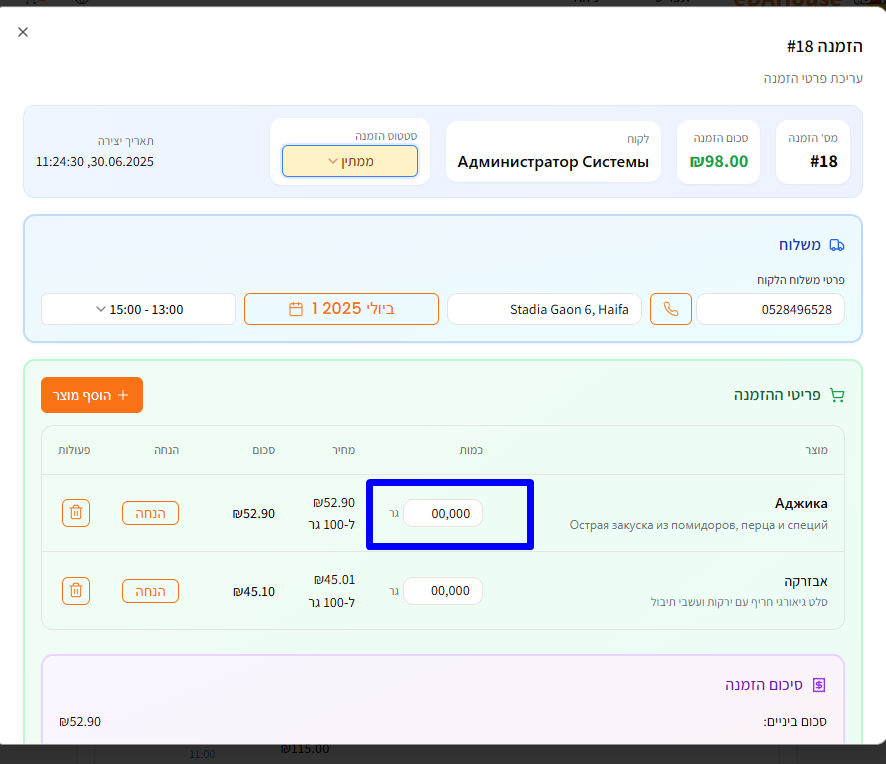 הזמנה #18
עריכת פרטי הזמנה
מס' הזמנה
#18
סכום הזמנה
₪98.00
לקוח
Администратор Системы
סטטוס הזמנה
ממתין
תאריך יצירה
30.06.2025, 11:24:30
משלוח
פרטי משלוח הלקוח
0528496528
Stadia Gaon 6, Haifa
1 ביולי 2025
13:00 - 15:00
פריטי ההזמנה
הוסף מוצר
מוצר כמות מחיר סכום הנחה פעולות
Аджика
Острая закуска из помидоров, перца и специй
00,000 גר
₪52.90
ל-100 גר
₪52.90
הנחה
אבזרקה
סלט גיאורגי חריף עם ירקות ועשבי תיבול
00,000 גר
₪45.01
ל-100 גר
₪45.10
הנחה
סיכום הזמנה
סכום ביניים: ₪52.90
₪115.00
11:00